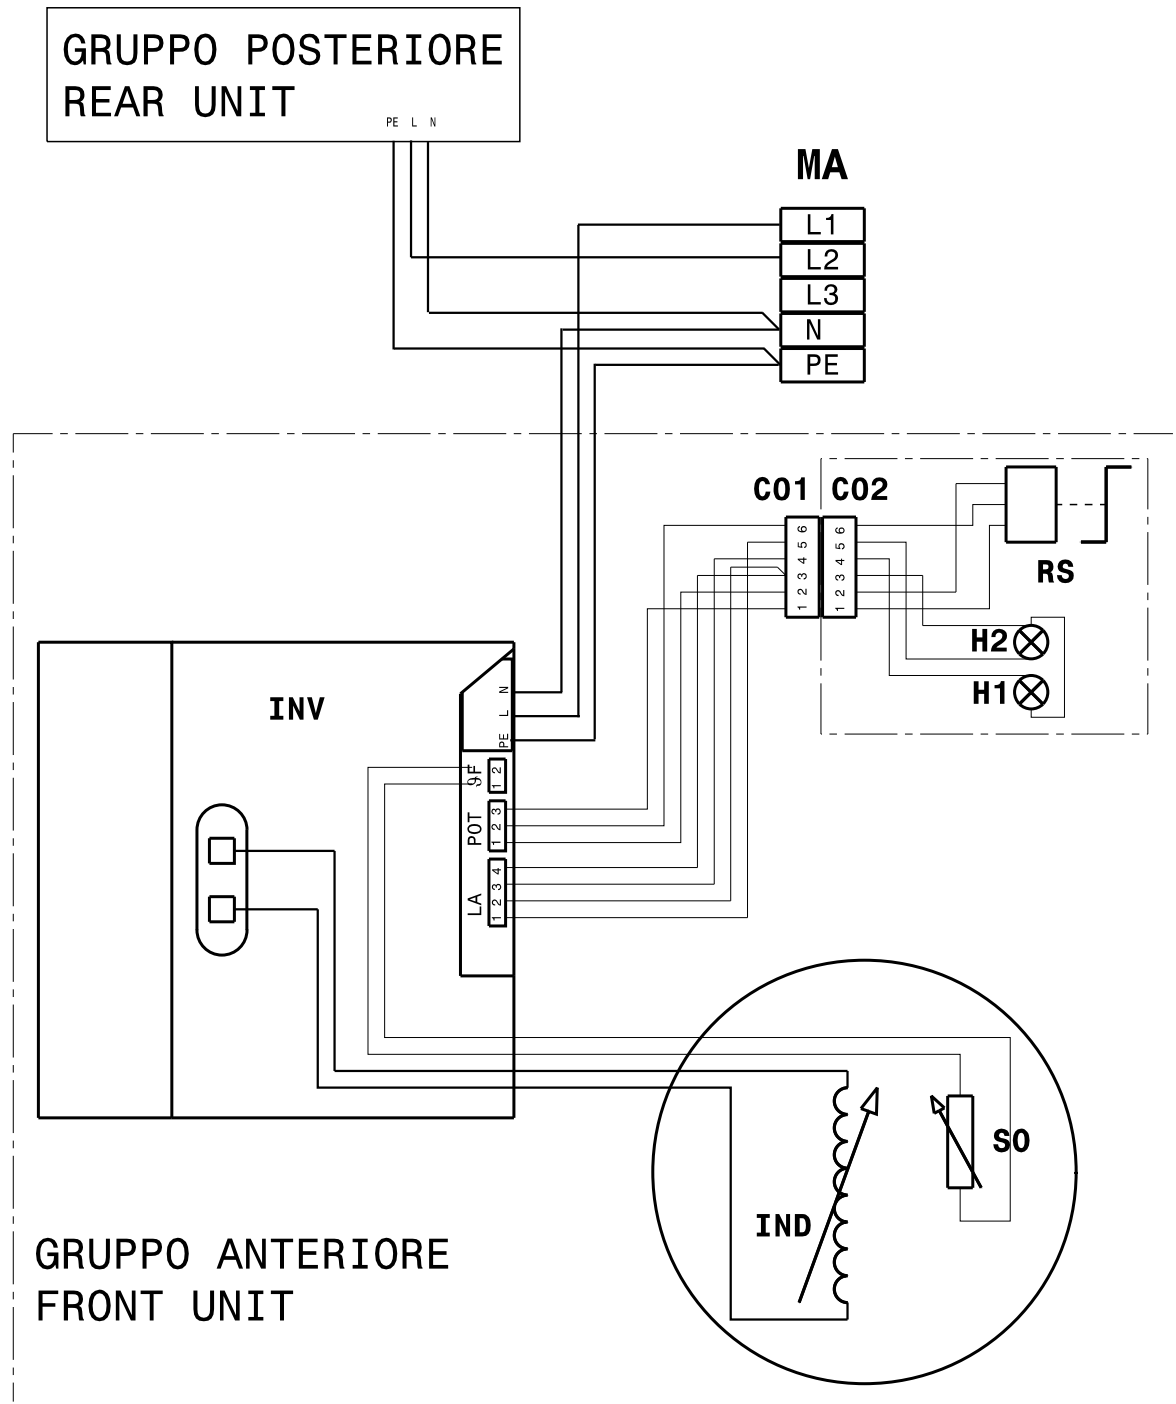 GRUPPO POSTERIORE
REAR UNIT
PE L N
MA
L1
L2
L3
N
PE
CO1 CO2
6 6
5 5
4 4
3 3
2 2
1 1
RS
H2
H1
INV
N
L
PE
1 2
POT
1 2 3
LA
1 2 3 4
SO
IND
GRUPPO ANTERIORE
FRONT UNIT